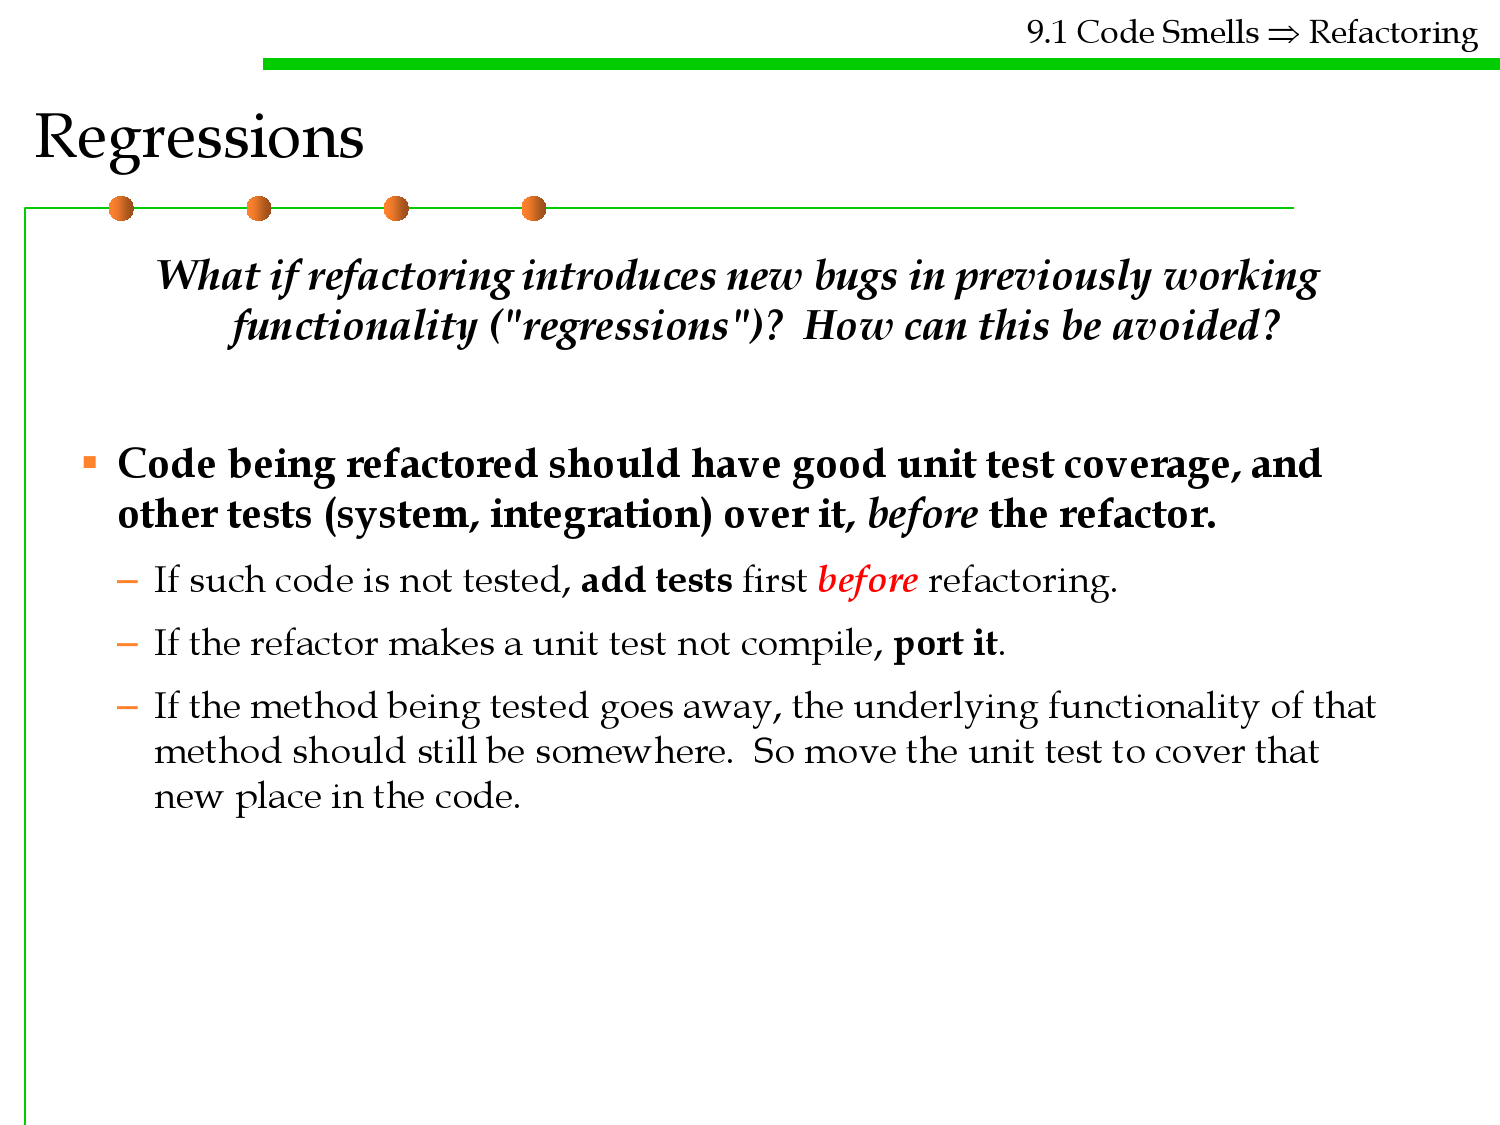 9.1 Code Smells ⇒ Refactoring
Regressions
What if refactoring introduces new bugs in previously working
functionality ("regressions")?  How can this be avoided?
▪ Code being refactored should have good unit test coverage, and
other tests (system, integration) over it, before the refactor.
– If such code is not tested, add tests first before refactoring.
– If the refactor makes a unit test not compile, port it.
– If the method being tested goes away, the underlying functionality of that
method should still be somewhere.  So move the unit test to cover that
new place in the code.